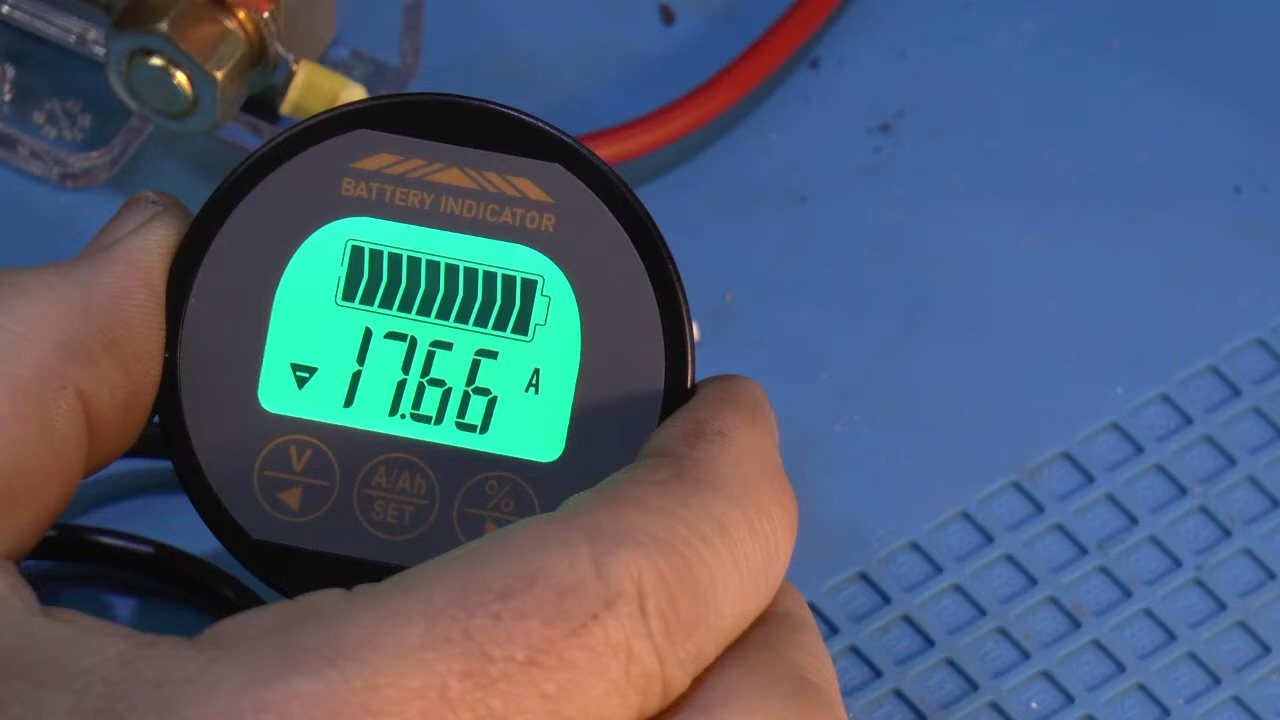 BATTERY INDICATOR
17.66 A
V
A/Ah
SET
%